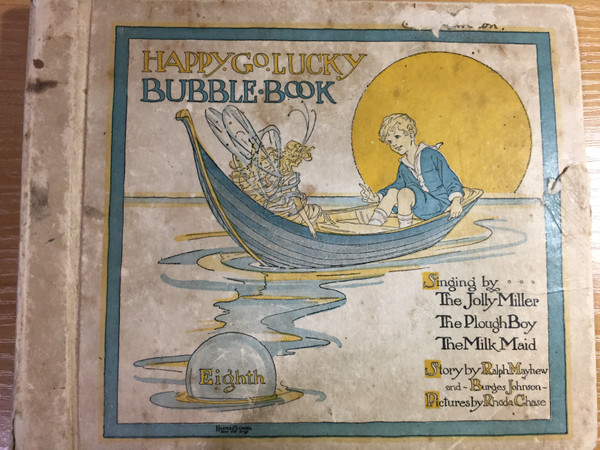 HAPPY GO LUCKY
BUBBLE·BOOK
Singing by
The Jolly Miller
The Plough Boy
The Milk Maid
Story by Ralph Mayhew
and ~ Burges Johnson ~
Pictures by Rhoda Chase
Eighth